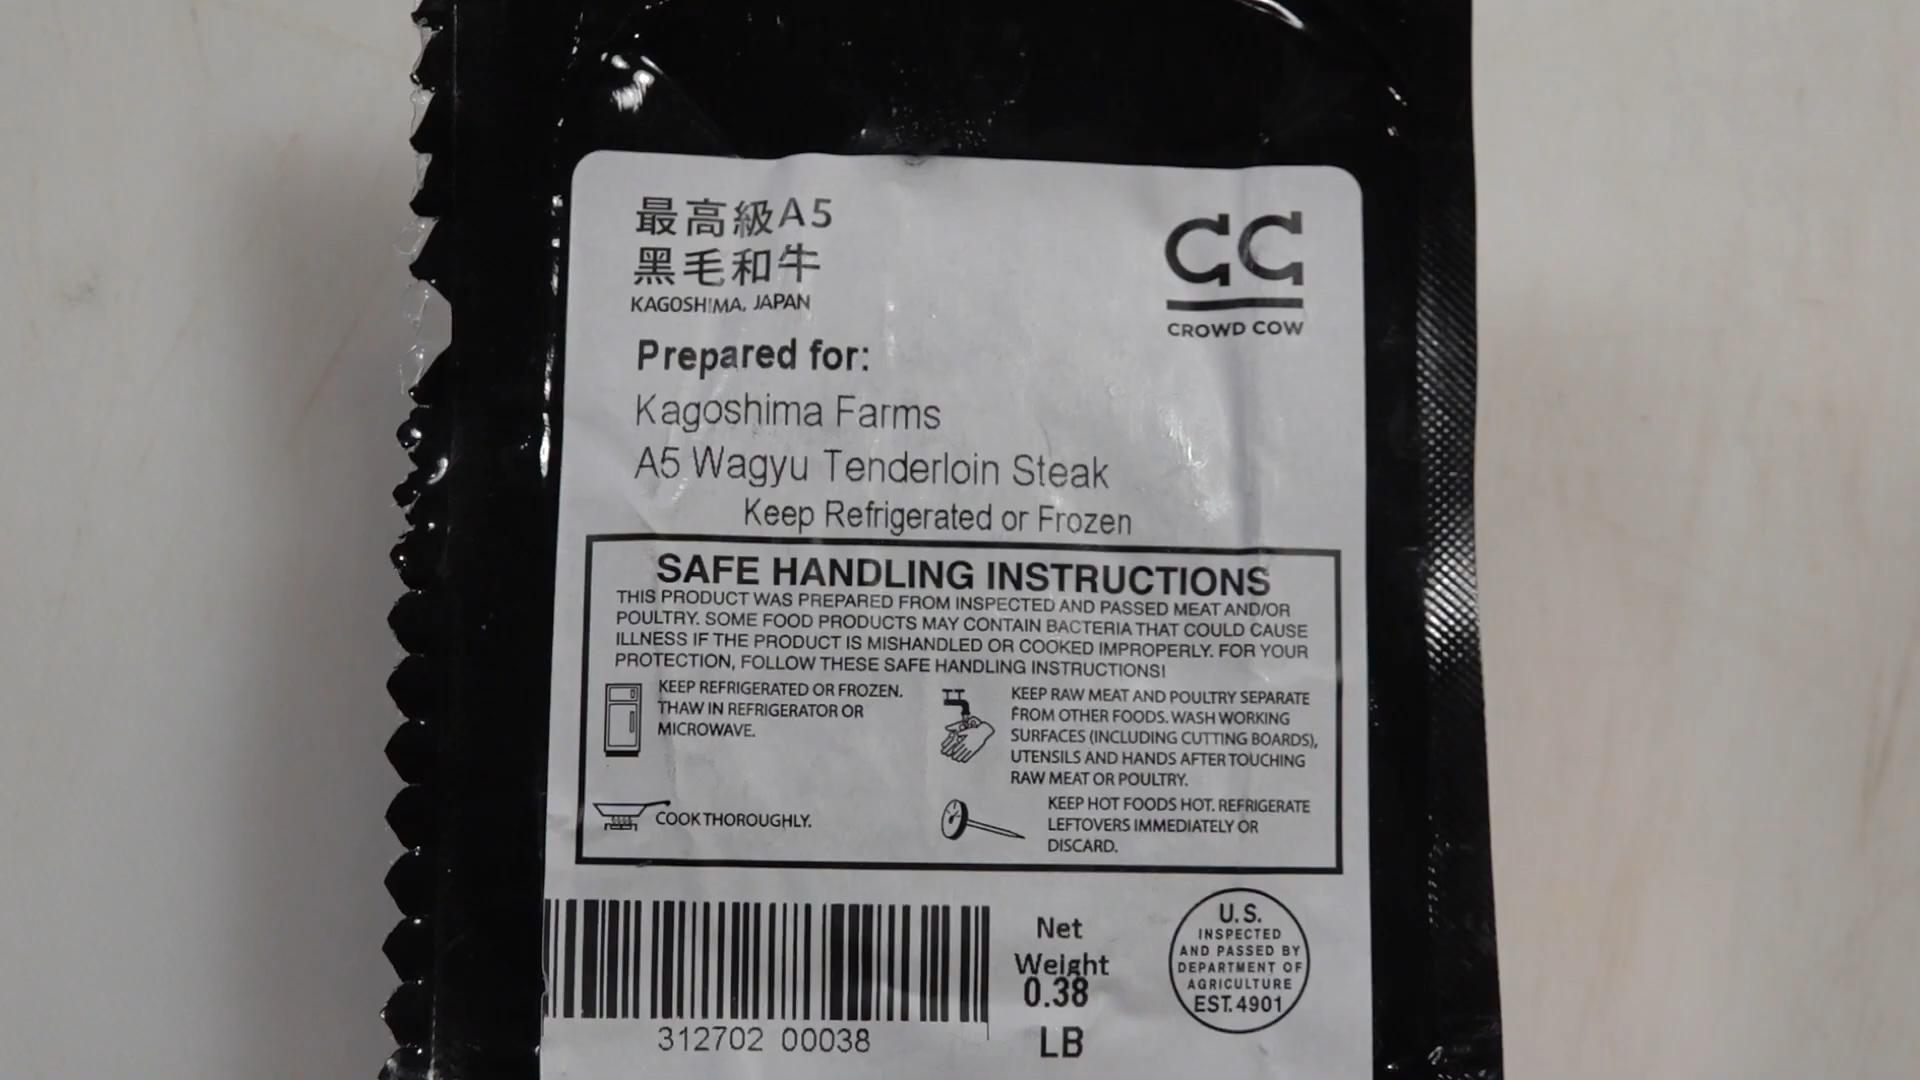 最高級A5
黒毛和牛
KAGOSHIMA, JAPAN
CC
CROWD COW
Prepared for:
Kagoshima Farms
A5 Wagyu Tenderloin Steak
Keep Refrigerated or Frozen
SAFE HANDLING INSTRUCTIONS
THIS PRODUCT WAS PREPARED FROM INSPECTED AND PASSED MEAT AND/OR
POULTRY. SOME FOOD PRODUCTS MAY CONTAIN BACTERIA THAT COULD CAUSE
ILLNESS IF THE PRODUCT IS MISHANDLED OR COOKED IMPROPERLY. FOR YOUR
PROTECTION, FOLLOW THESE SAFE HANDLING INSTRUCTIONS!
KEEP REFRIGERATED OR FROZEN.
THAW IN REFRIGERATOR OR
MICROWAVE.
KEEP RAW MEAT AND POULTRY SEPARATE
FROM OTHER FOODS. WASH WORKING
SURFACES (INCLUDING CUTTING BOARDS),
UTENSILS AND HANDS AFTER TOUCHING
RAW MEAT OR POULTRY.
COOK THOROUGHLY.
KEEP HOT FOODS HOT. REFRIGERATE
LEFTOVERS IMMEDIATELY OR
DISCARD.
312702 00038
Net
Weight
0.38
LB
U.S.
INSPECTED
AND PASSED BY
DEPARTMENT OF
AGRICULTURE
EST. 4901